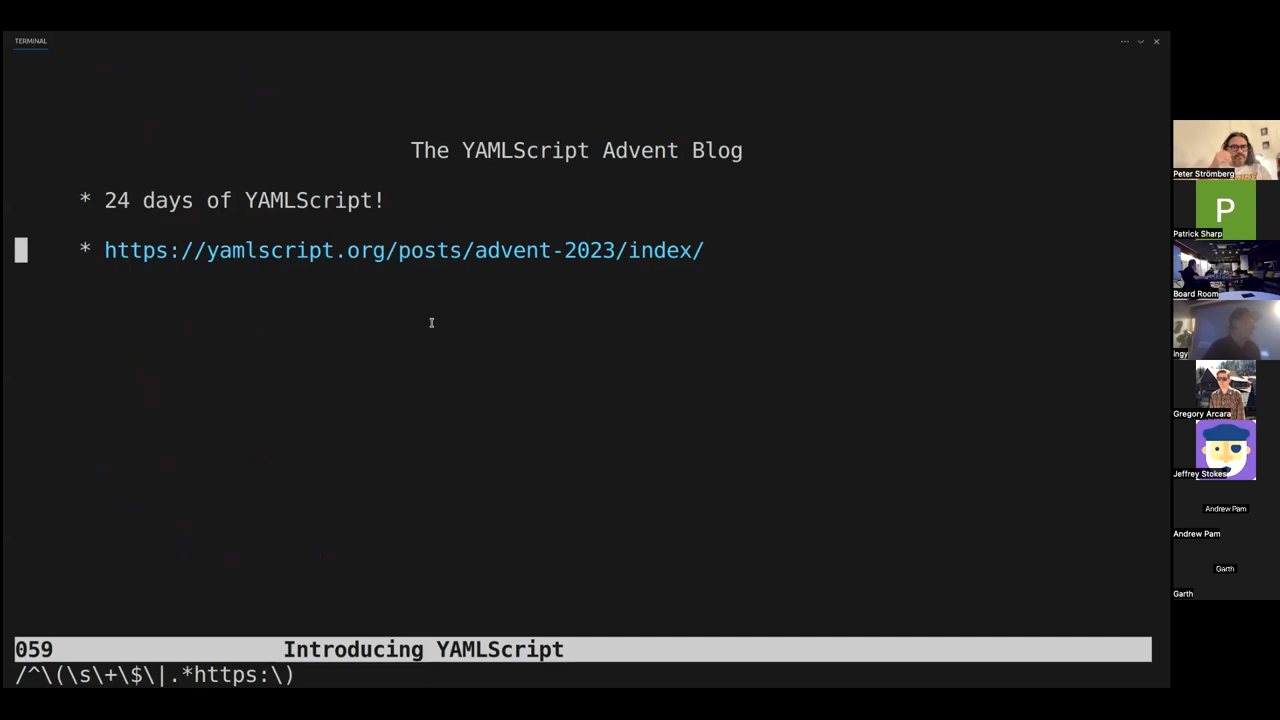 TERMINAL
The YAMLScript Advent Blog
* 24 days of YAMLScript!
* https://yamlscript.org/posts/advent-2023/index/
059 Introducing YAMLScript
/^\(\s\+\$\|.*https:\)
Peter Strömberg
P
Patrick Sharp
Board Room
ingy
Gregory Arcara
Jeffrey Stokes
Andrew Pam
Andrew Pam
Garth
Garth